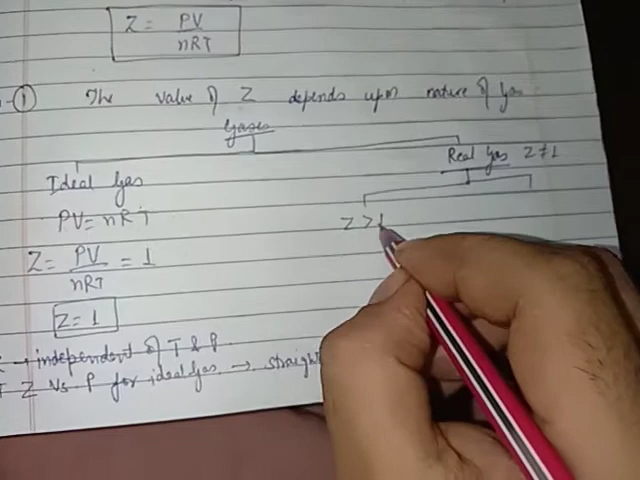 Z = PV / nRT
① The value of Z depends upon nature of gas
gases
Ideal gas
Real gas Z ≠ 1
PV = nRT
Z > 1
Z = PV / nRT = 1
Z = 1
independent of T & P
Z Vs P for ideal gas → straight